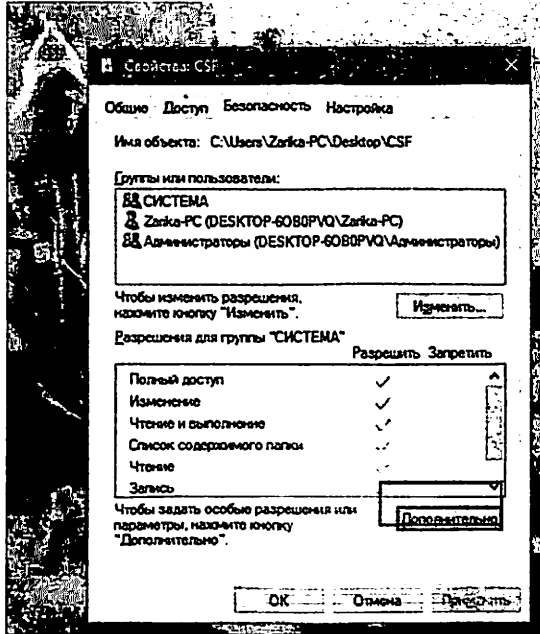 Свойства: CSF
Общие Доступ Безопасность Настройка
Имя объекта: C:\Users\Zarika-PC\Desktop\CSF
Группы или пользователи:
СИСТЕМА
Zarika-PC (DESKTOP-6OB0PVQ\Zarika-PC)
Администраторы (DESKTOP-6OB0PVQ\Администраторы)
Чтобы изменить разрешения,
нажмите кнопку "Изменить".
Изменить...
Разрешения для группы "СИСТЕМА"
Разрешить Запретить
Полный доступ
Изменение
Чтение и выполнение
Список содержимого папки
Чтение
Запись
Чтобы задать особые разрешения или
параметры, нажмите кнопку
"Дополнительно".
Дополнительно
ОК Отмена Применить